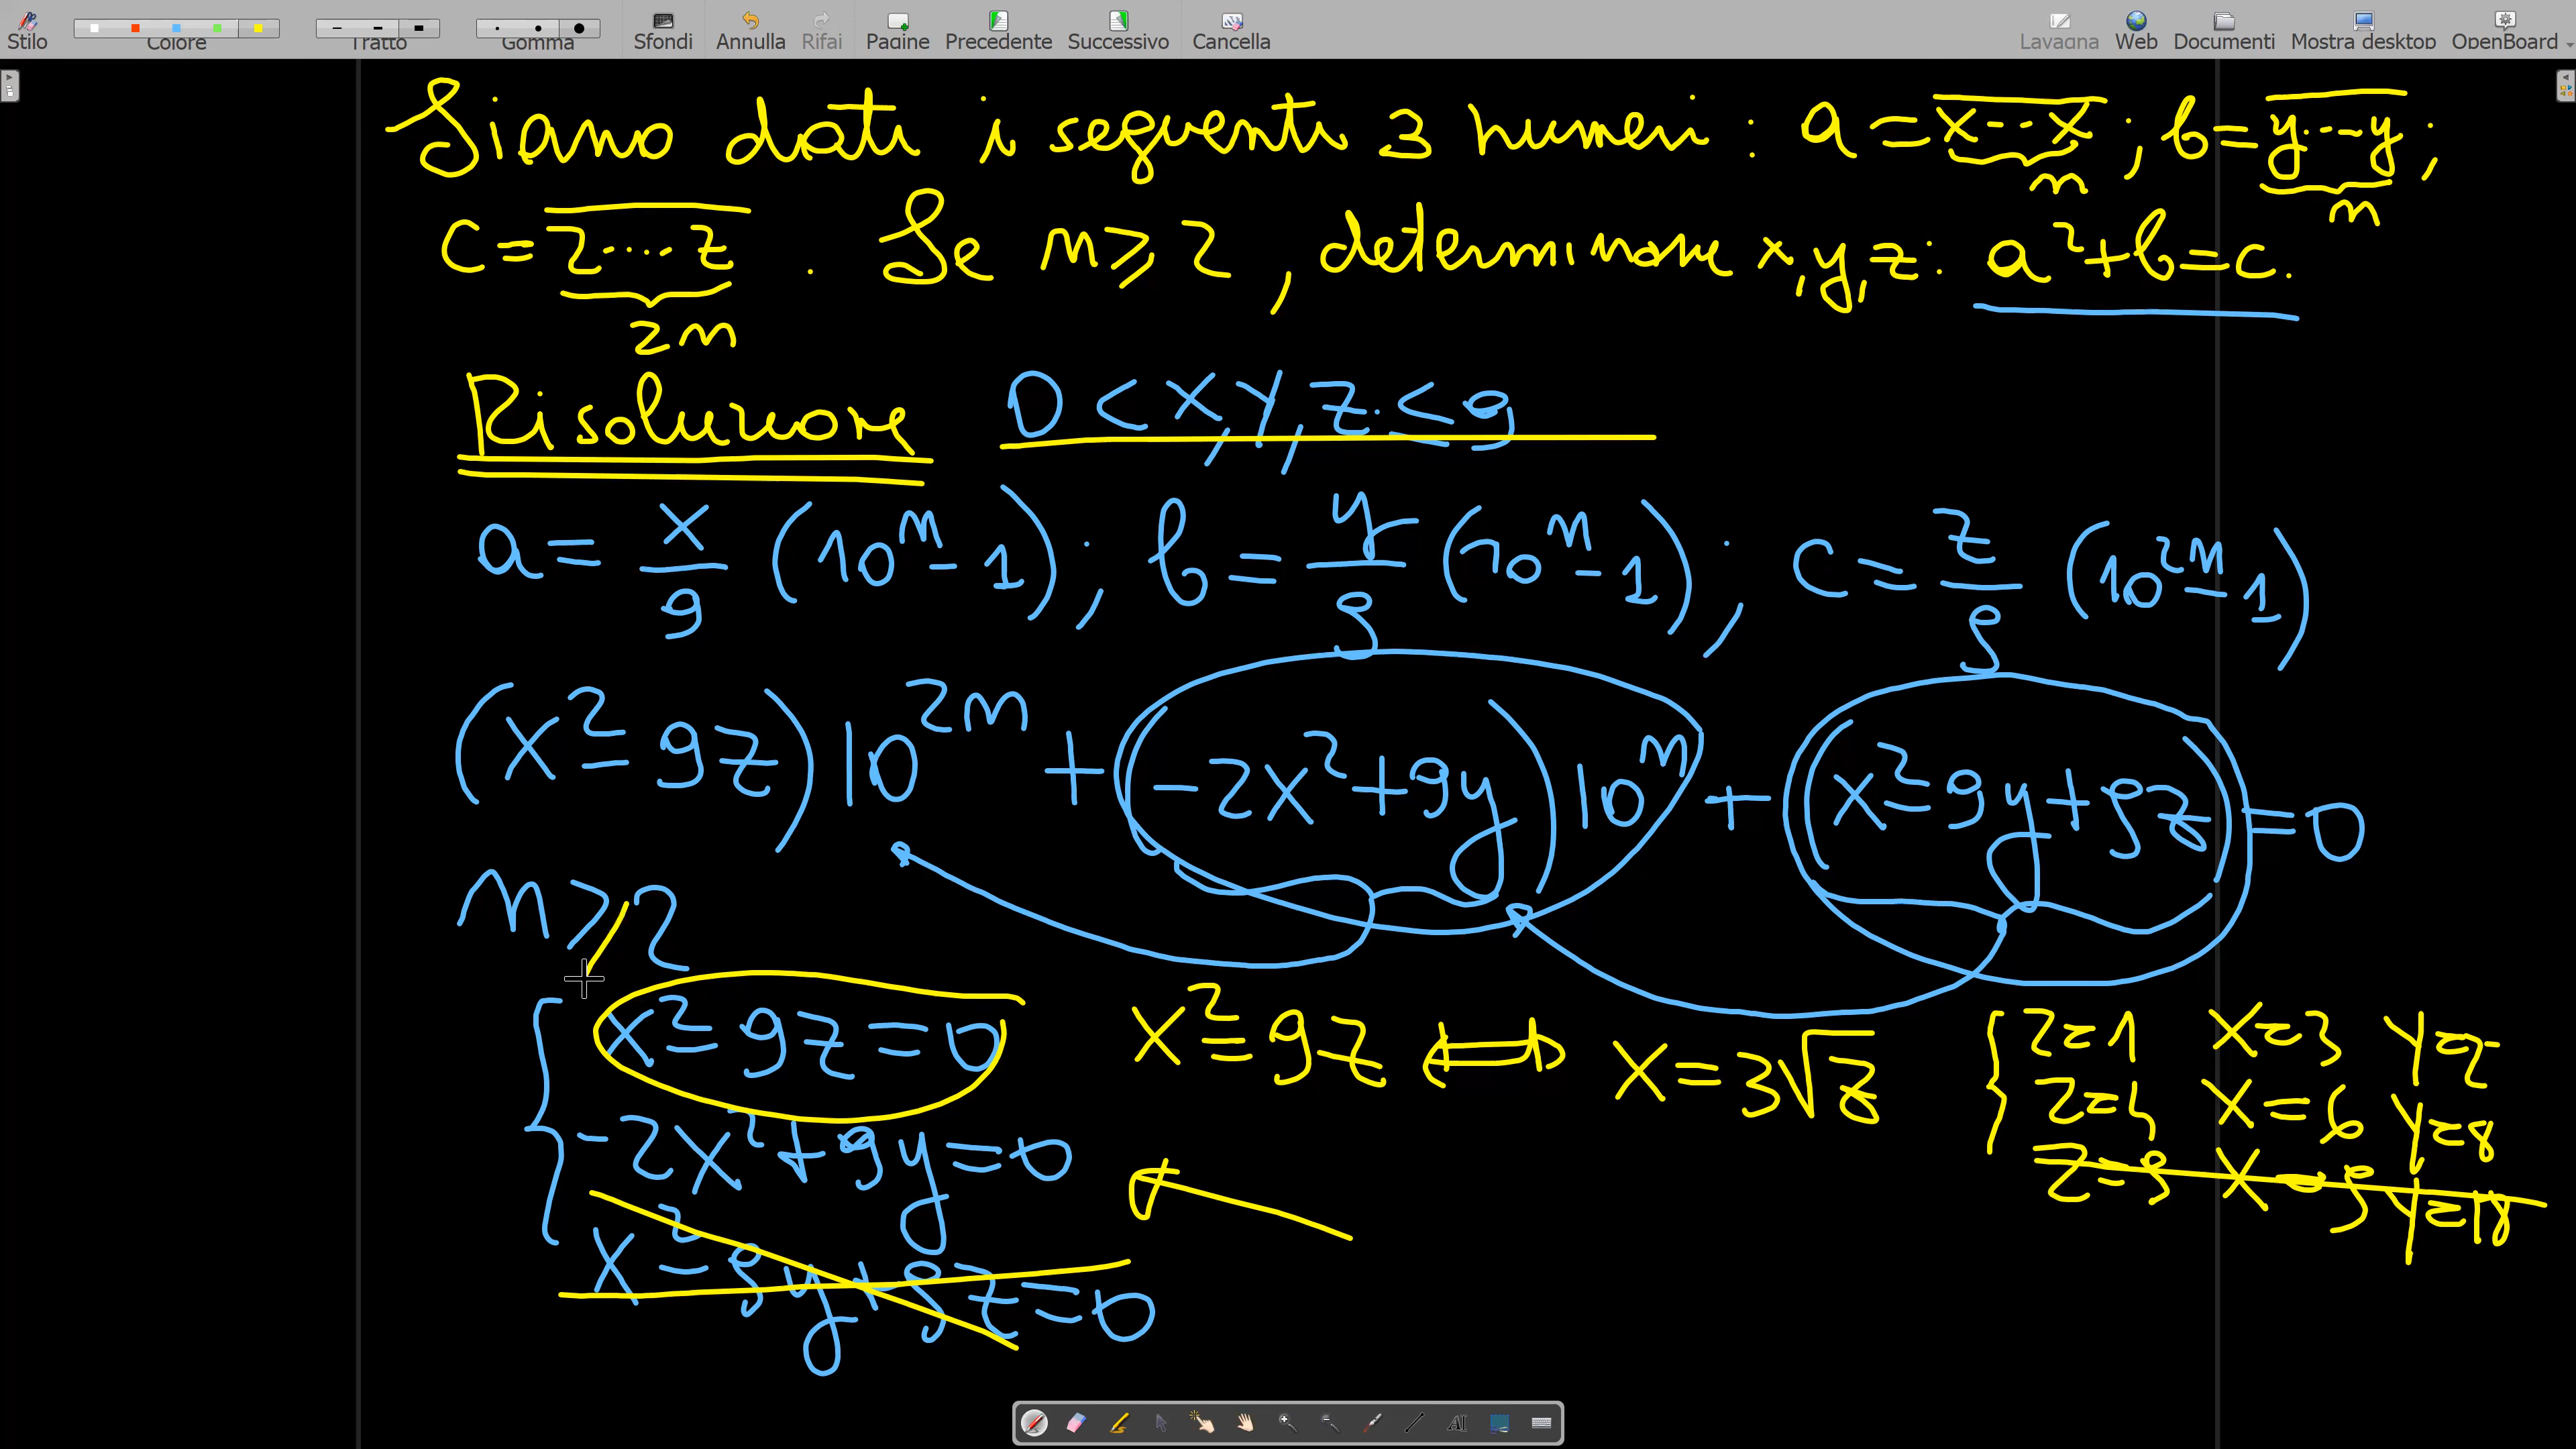 Stilo Colore Tratto Gomma Sfondi Annulla Rifai Pagine Precedente Successivo Cancella Lavagna Web Documenti Mostra desktop OpenBoard
Siano dati i seguenti 3 numeri : a = x--x ; b = y---y ;
n n
c = z....z . Se n ⩾ 2 , determinare x, y, z : a² + b = c.
2n
Risoluzione 0 < x, y, z ≤ 9
a = x/9 (10ⁿ - 1) ; b = y/9 (10ⁿ - 1) ; c = z/9 (10²ⁿ - 1)
(x² - 9z) 10²ⁿ + (-2x² + 9y) 10ⁿ + (x² - 9y + 9z) = 0
n ⩾ 2
x² - 9z = 0 x² = 9z ⟺ x = 3√z { z=1 x=3 y=2
-2x² + 9y = 0 z=4 x=6 y=8
x² - 9y + 9z = 0 z=9 x=9 y=18